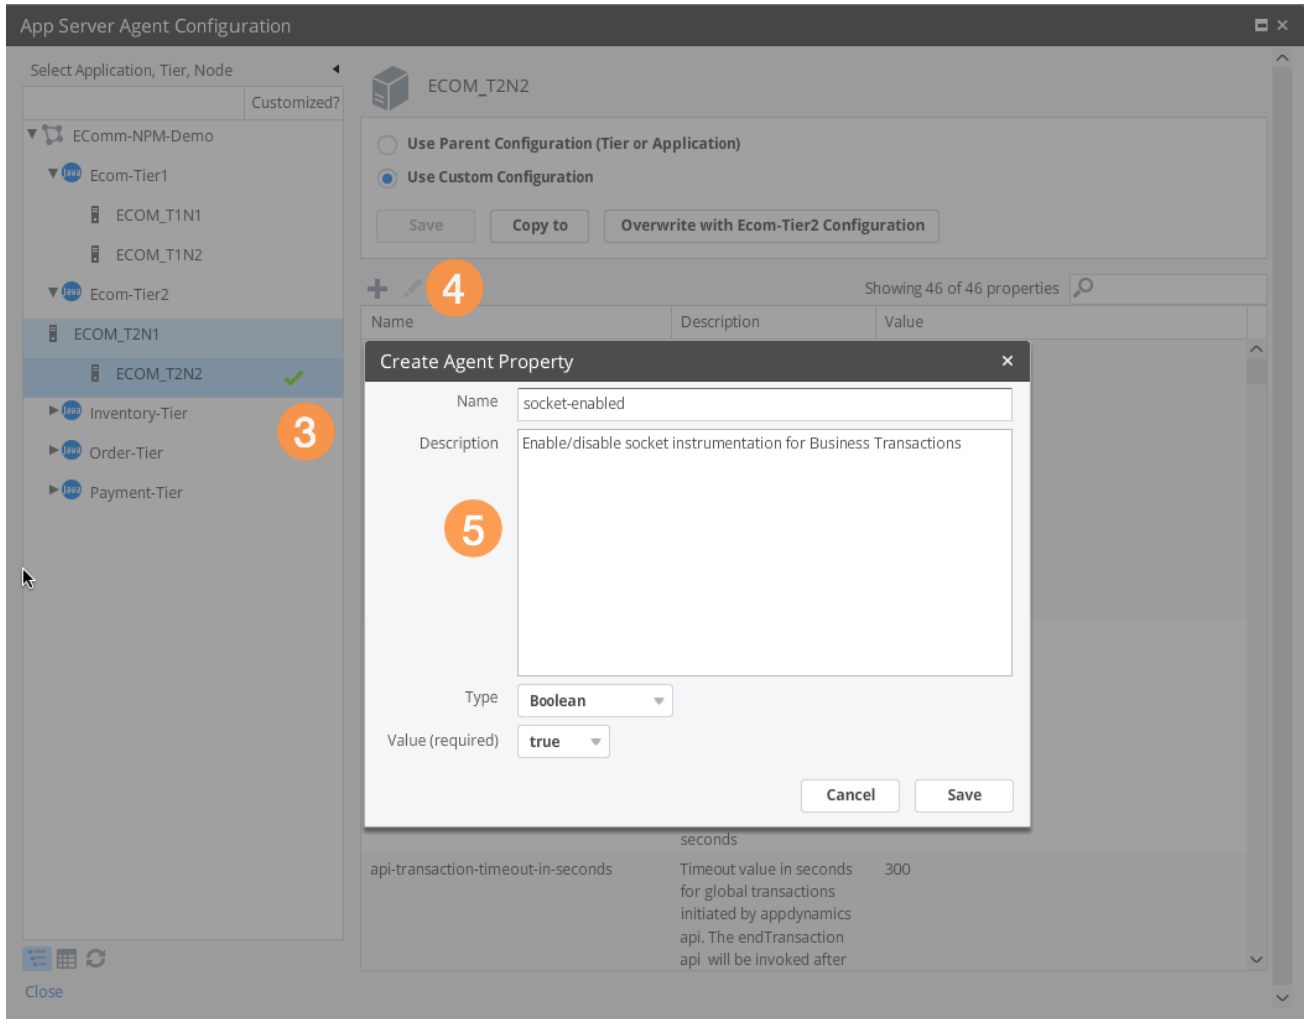 App Server Agent Configuration
Select Application, Tier, Node
Customized?
EComm-NPM-Demo
Java Ecom-Tier1
ECOM_T1N1
ECOM_T1N2
Java Ecom-Tier2
ECOM_T2N1
ECOM_T2N2
Java Inventory-Tier
3
Java Order-Tier
Java Payment-Tier
Close
ECOM_T2N2
Use Parent Configuration (Tier or Application)
Use Custom Configuration
Save Copy to Overwrite with Ecom-Tier2 Configuration
4 Showing 46 of 46 properties
Name Description Value
Create Agent Property
Name socket-enabled
Description Enable/disable socket instrumentation for Business Transactions
5
Type Boolean
Value (required) true
Cancel Save
seconds
api-transaction-timeout-in-seconds Timeout value in seconds 300
for global transactions
initiated by appdynamics
api. The endTransaction
api will be invoked after